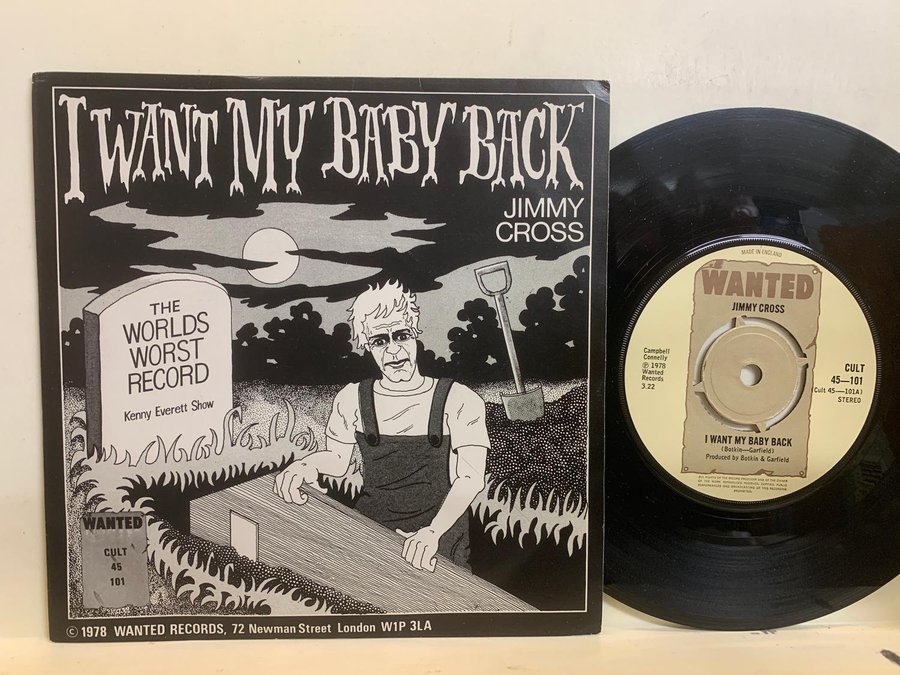 I WANT MY BABY BACK
JIMMY
CROSS
THE
WORLDS
WORST
RECORD
Kenny Everett Show
WANTED
CULT
45
101
© 1978 WANTED RECORDS, 72 Newman Street London W1P 3LA
MADE IN ENGLAND
WANTED
JIMMY CROSS
Campbell
Connelly
Ⓟ 1978
Wanted
Records
3.22
CULT
45—101
(Cult 45—101A)
STEREO
I WANT MY BABY BACK
(Botkin—Garfield)
Produced by Botkin & Garfield